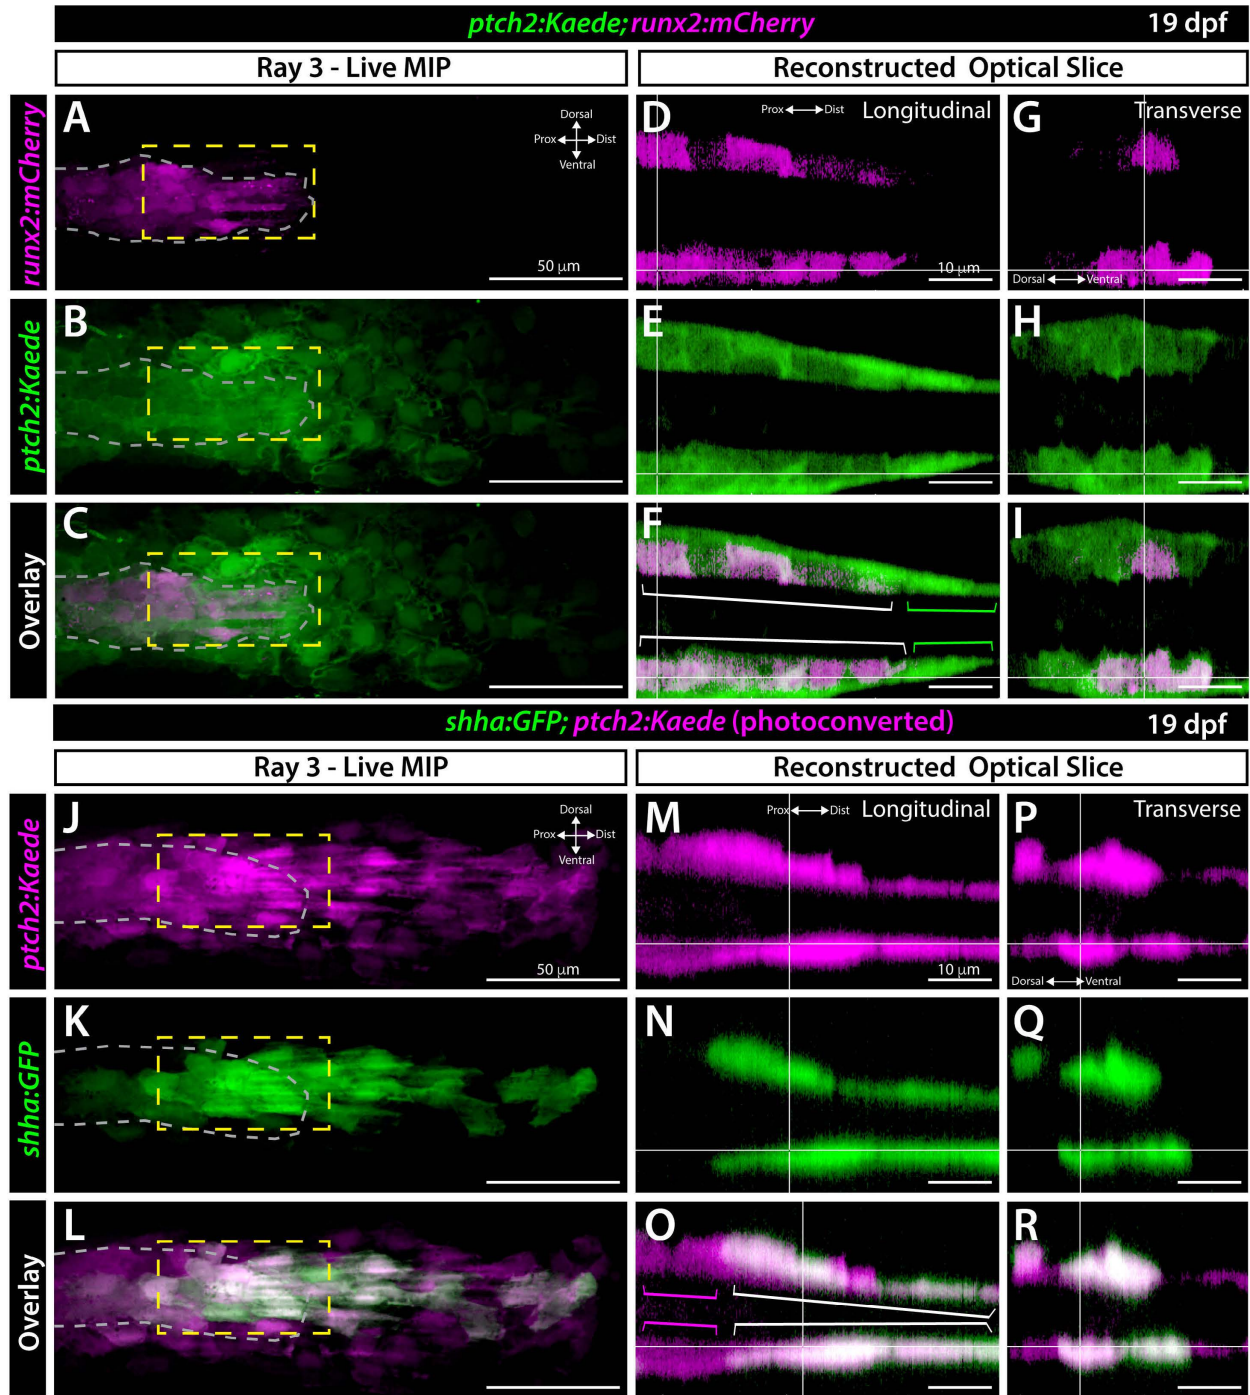 ptch2:Kaede; runx2:mCherry 19 dpf
Ray 3 - Live MIP Reconstructed Optical Slice
runx2:mCherry
A Dorsal Prox Dist Ventral 50 µm
D Prox Dist Longitudinal 10 µm
G Transverse Dorsal Ventral
ptch2:Kaede
B
E
H
Overlay
C
F
I
shha:GFP; ptch2:Kaede (photoconverted) 19 dpf
Ray 3 - Live MIP Reconstructed Optical Slice
ptch2:Kaede
J Dorsal Prox Dist Ventral 50 µm
M Prox Dist Longitudinal 10 µm
P Transverse Dorsal Ventral
shha:GFP
K
N
Q
Overlay
L
O
R